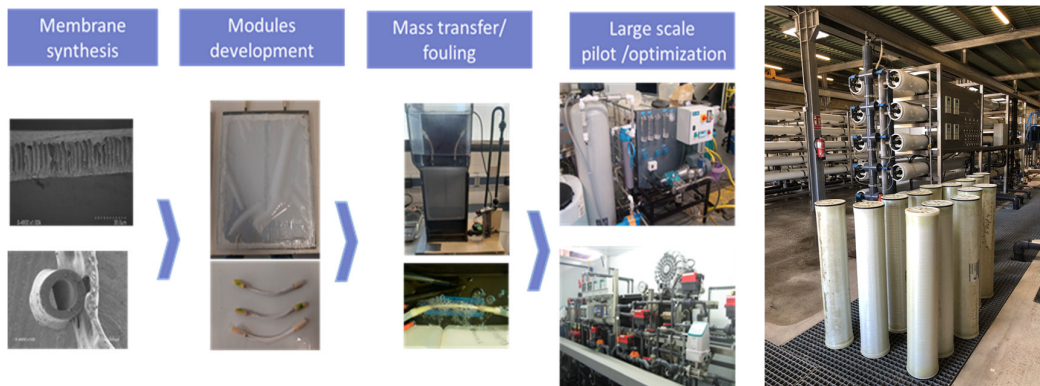 Membrane
synthesis
Modules
development
Mass transfer/
fouling
Large scale
pilot /optimization